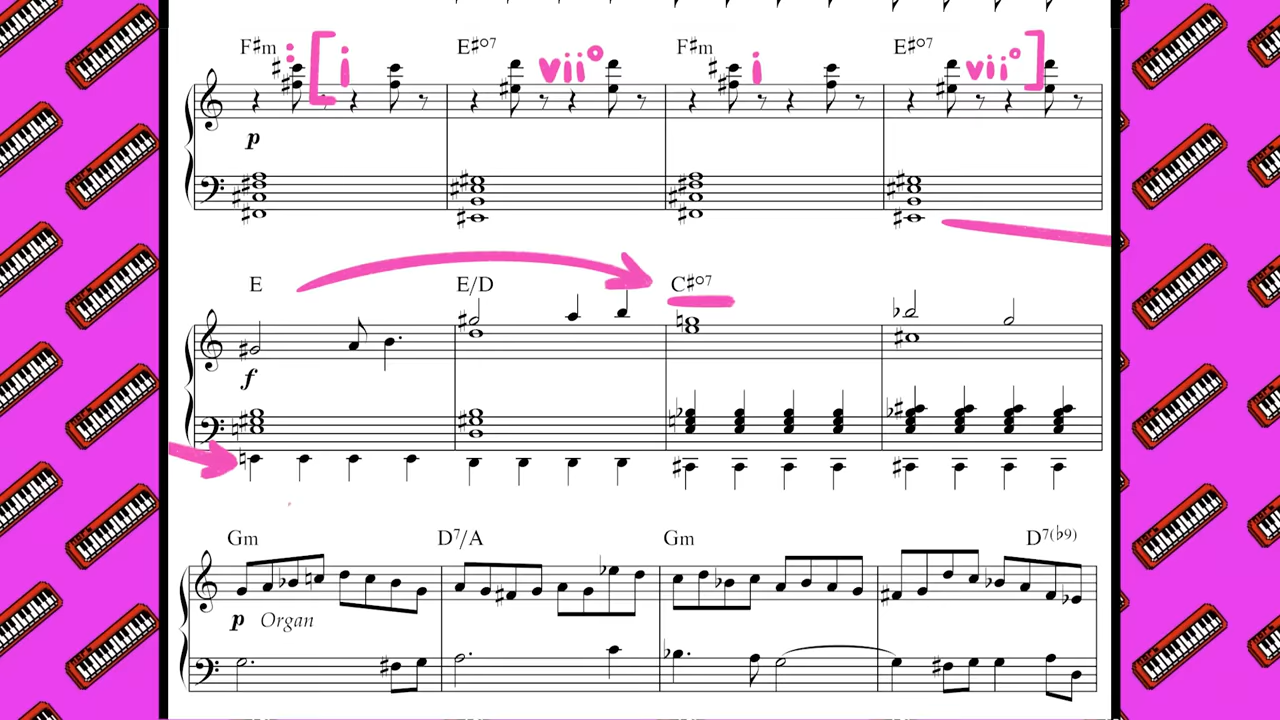 F♯m E♯°⁷ F♯m E♯°⁷
i vii° i vii°
p
E E/D C♯°⁷
f
Gm D⁷/A Gm D⁷⁽♭⁹⁾
p Organ